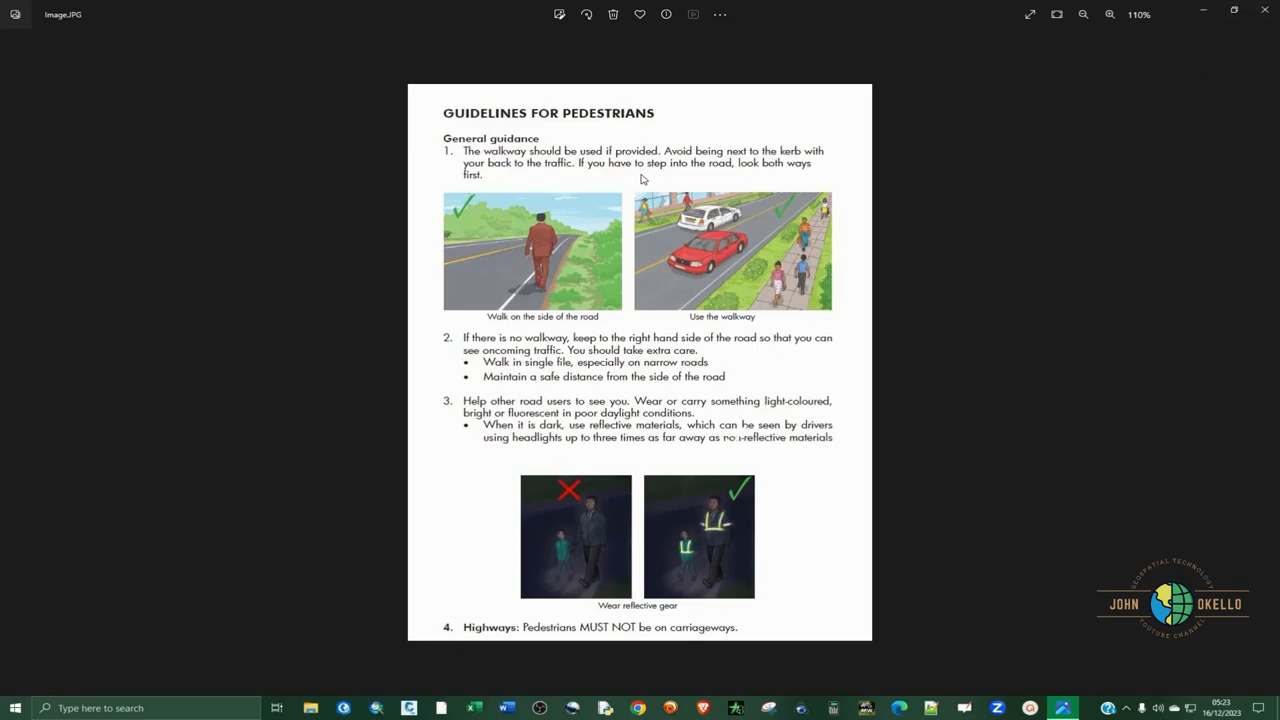 Image.JPG
110%
GUIDELINES FOR PEDESTRIANS
General guidance
1. The walkway should be used if provided. Avoid being next to the kerb with
your back to the traffic. If you have to step into the road, look both ways
first.
Walk on the side of the road
Use the walkway
2. If there is no walkway, keep to the right hand side of the road so that you can
see oncoming traffic. You should take extra care.
• Walk in single file, especially on narrow roads
• Maintain a safe distance from the side of the road
3. Help other road users to see you. Wear or carry something light-coloured,
bright or fluorescent in poor daylight conditions.
• When it is dark, use reflective materials, which can be seen by drivers
using headlights up to three times as far away as non-reflective materials
Wear reflective gear
4. Highways: Pedestrians MUST NOT be on carriageways.
GEOSPATIAL TECHNOLOGY
JOHN OKELLO
YOUTUBE CHANNEL
Type here to search
05:23
16/12/2023